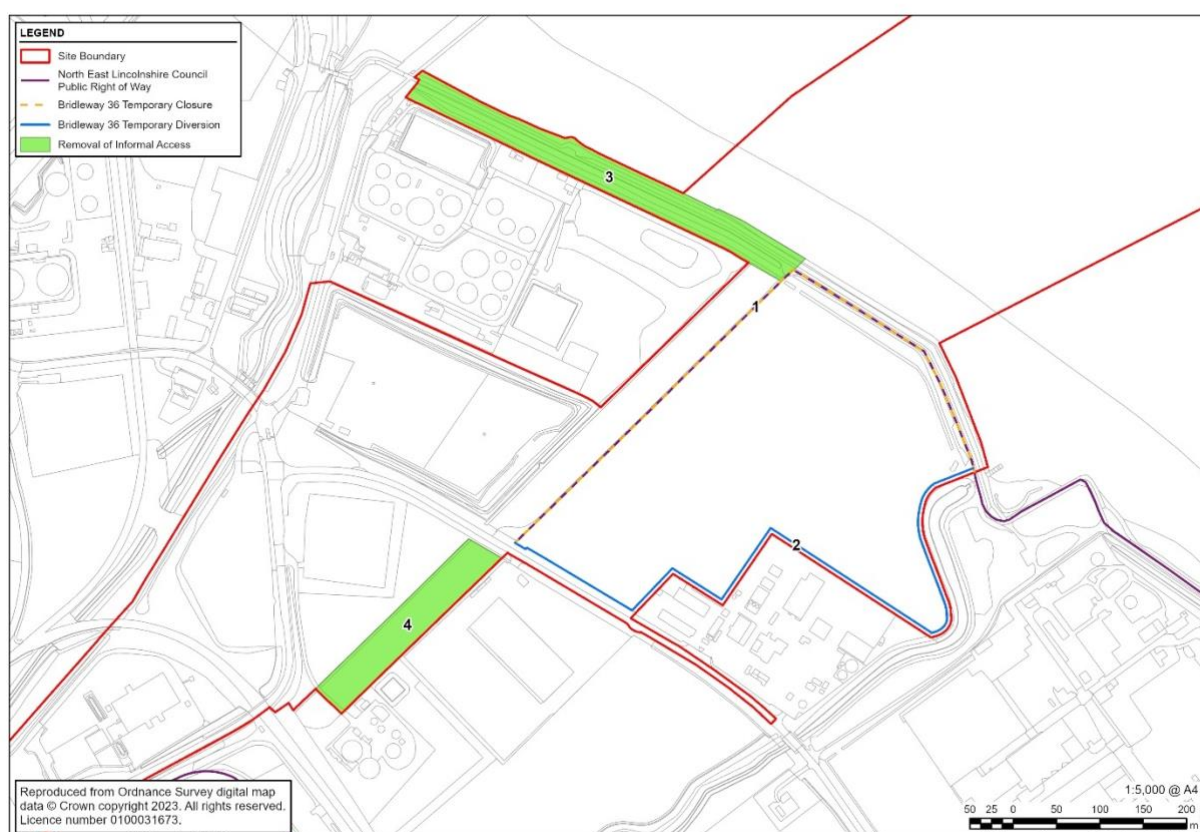 LEGEND
Site Boundary
North East Lincolnshire Council
Public Right of Way
Bridleway 36 Temporary Closure
Bridleway 36 Temporary Diversion
Removal of Informal Access
3
1
2
4
Reproduced from Ordnance Survey digital map
data © Crown copyright 2023. All rights reserved.
Licence number 0100031673.
1:5,000 @ A4
50 25 0 50 100 150 200
m